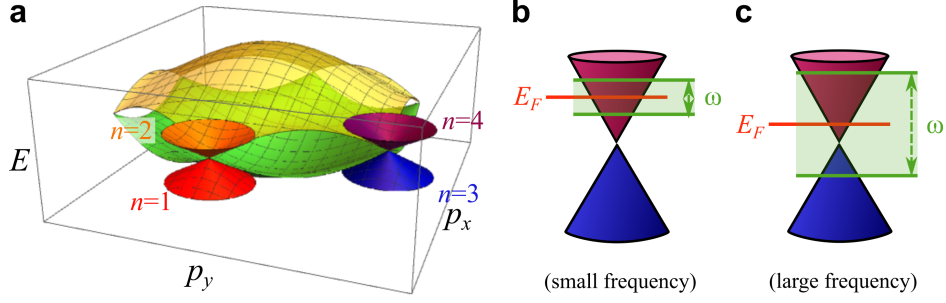 a
b
c
n=2
n=4
n=1
n=3
E
p_y
p_x
E_F
ω
(small frequency)
E_F
ω
(large frequency)